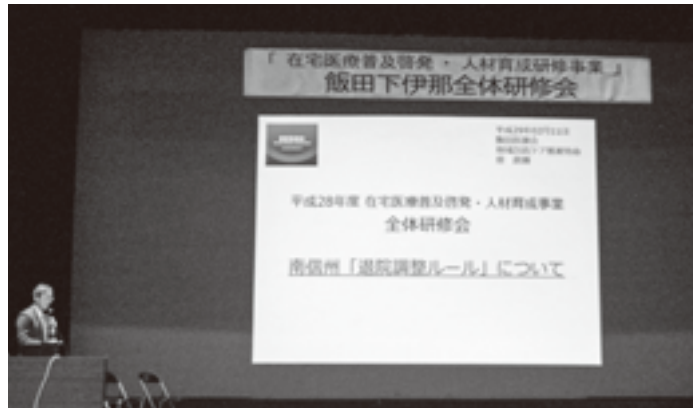 「在宅医療普及啓発・人材育成研修事業」
飯田下伊那全体研修会
平成28年度 在宅医療普及啓発・人材育成事業
全体研修会
南信州「退院調整ルール」について